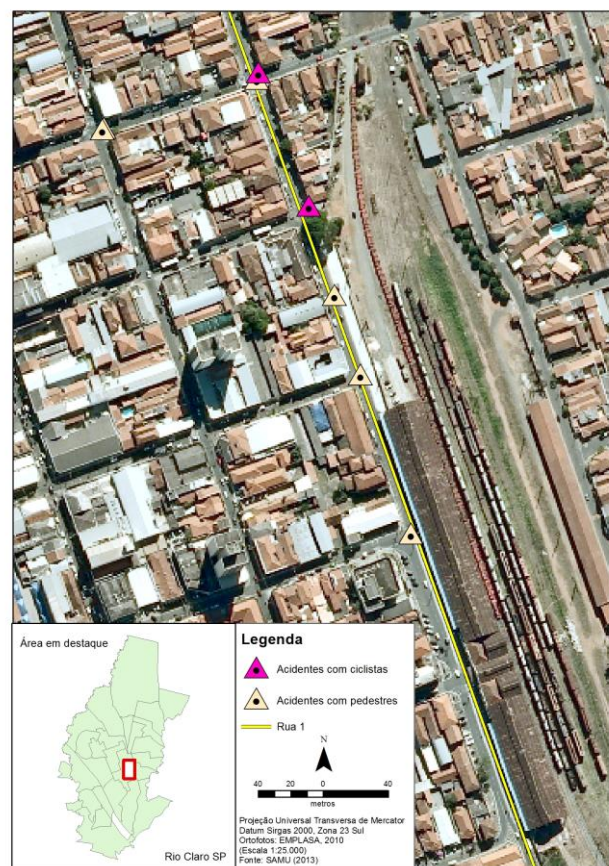 Área em destaque
Rio Claro SP
Legenda
Acidentes com ciclistas
Acidentes com pedestres
Rua 1
N
40 20 0 40
metros
Projeção Universal Transversa de Mercator
Datum Sirgas 2000, Zona 23 Sul
Ortofotos: EMPLASA, 2010
(Escala 1:25.000)
Fonte: SAMU (2013)